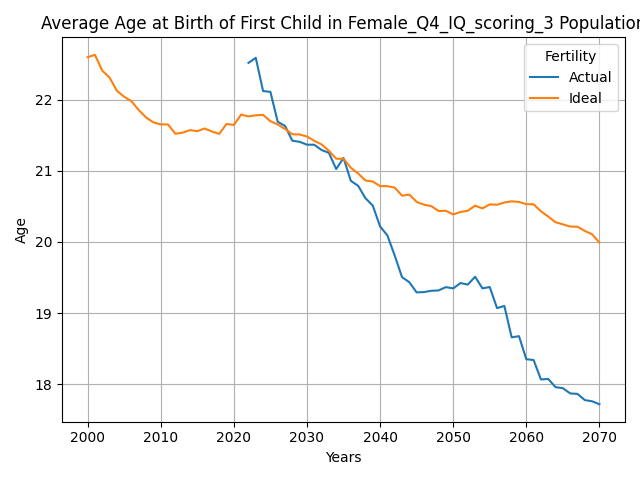 Average Age at Birth of First Child in Female_Q4_IQ_scoring_3 Population
Fertility
Actual
Ideal
22
21
20
19
18
Age
2000 2010 2020 2030 2040 2050 2060 2070
Years